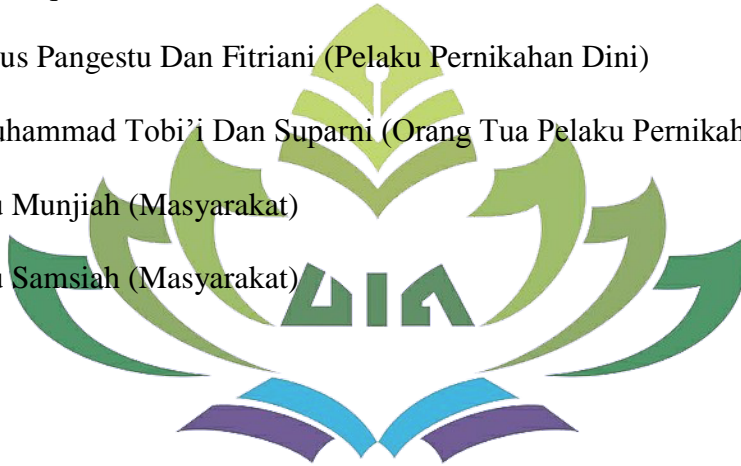 us Pangestu Dan Fitriani (Pelaku Pernikahan Dini)
uhammad Tobi’i Dan Suparni (Orang Tua Pelaku Pernikah
u Munjiah (Masyarakat)
u Samsiah (Masyarakat)
UIN